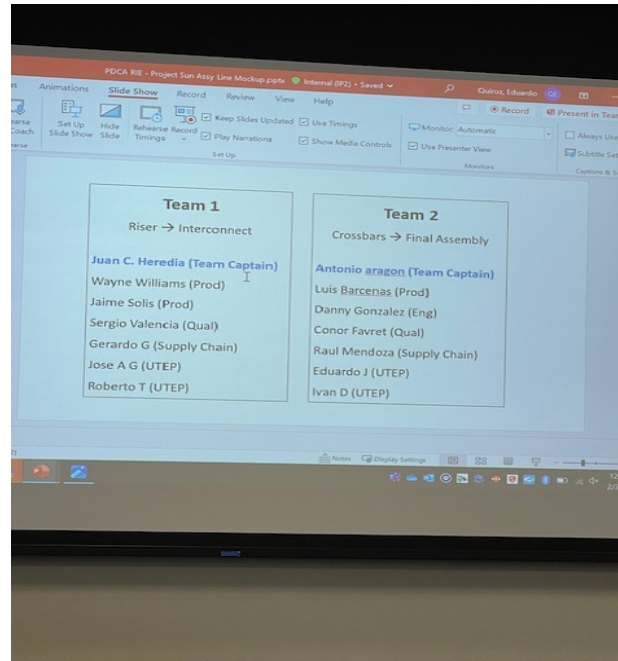 PDCA RIE - Project Sun Assy Line Mockup.pptx Internal (IP2) • Saved
Quiroz, Eduardo
Animations Slide Show Record Review View Help
Record Present in Tea
Set Up Slide Show
Hide Slide
Rehearse Timings
Record
Keep Slides Updated
Play Narrations
Use Timings
Show Media Controls
Set Up
Monitor: Automatic
Use Presenter View
Monitors
Always Use
Subtitle Set
Captions & S
Coach
Team 1
Riser → Interconnect
Juan C. Heredia (Team Captain)
Wayne Williams (Prod)
Jaime Solis (Prod)
Sergio Valencia (Qual)
Gerardo G (Supply Chain)
Jose A G (UTEP)
Roberto T (UTEP)
Team 2
Crossbars → Final Assembly
Antonio aragon (Team Captain)
Luis Barcenas (Prod)
Danny Gonzalez (Eng)
Conor Favret (Qual)
Raul Mendoza (Supply Chain)
Eduardo J (UTEP)
Ivan D (UTEP)
Notes Display Settings